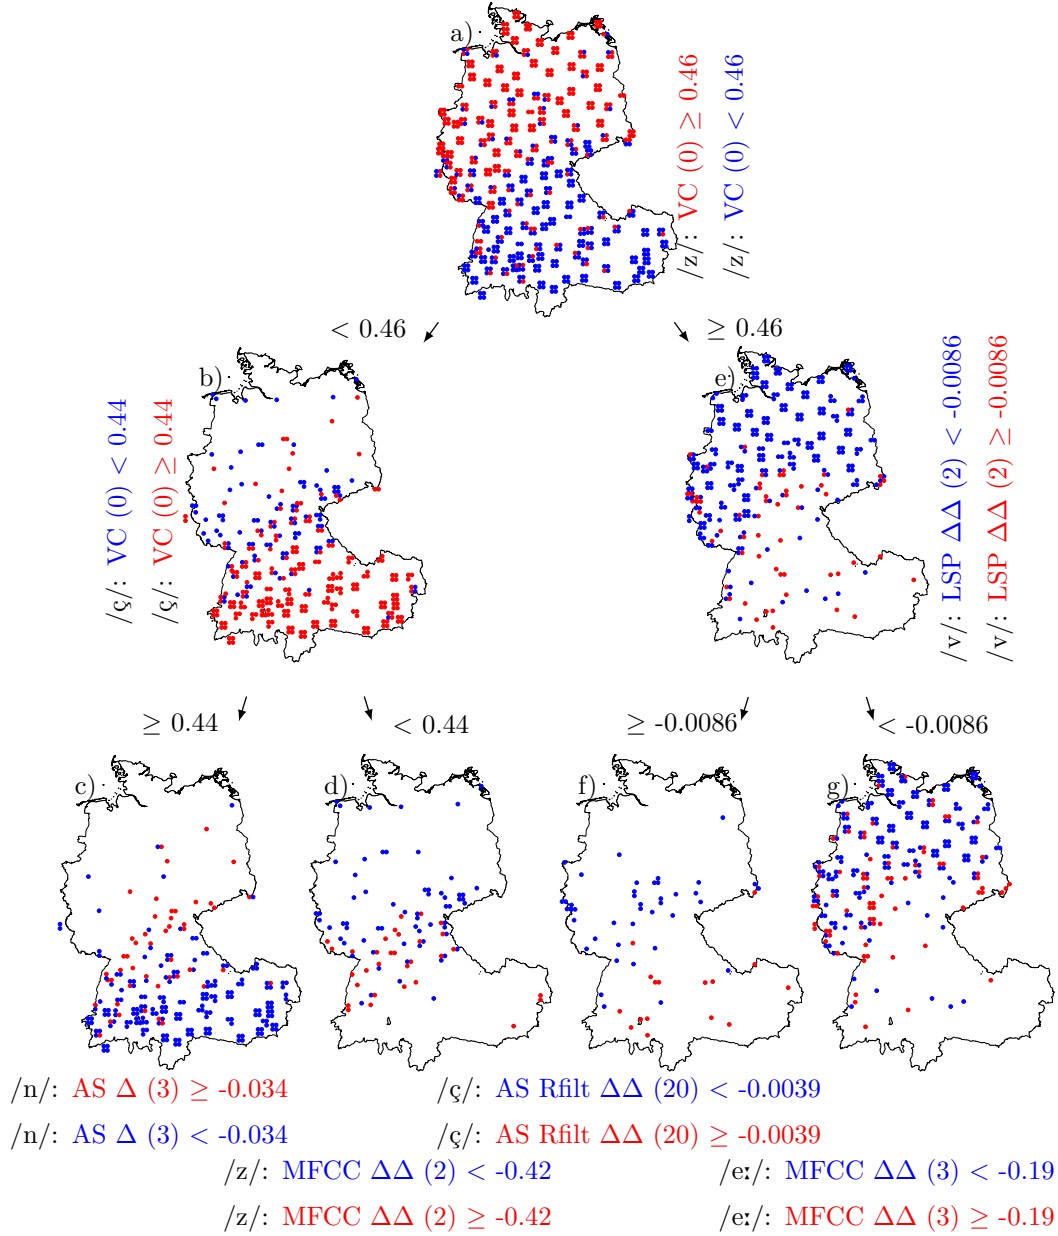 a)
/z/: VC (0) ≥ 0.46
/z/: VC (0) < 0.46
< 0.46
≥ 0.46
b)
/ç/: VC (0) < 0.44
/ç/: VC (0) ≥ 0.44
e)
/v/: LSP ΔΔ (2) < -0.0086
/v/: LSP ΔΔ (2) ≥ -0.0086
≥ 0.44
< 0.44
≥ -0.0086
< -0.0086
c)
d)
f)
g)
/n/: AS Δ (3) ≥ -0.034
/ç/: AS Rfilt ΔΔ (20) < -0.0039
/n/: AS Δ (3) < -0.034
/ç/: AS Rfilt ΔΔ (20) ≥ -0.0039
/z/: MFCC ΔΔ (2) < -0.42
/eː/: MFCC ΔΔ (3) < -0.19
/z/: MFCC ΔΔ (2) ≥ -0.42
/eː/: MFCC ΔΔ (3) ≥ -0.19